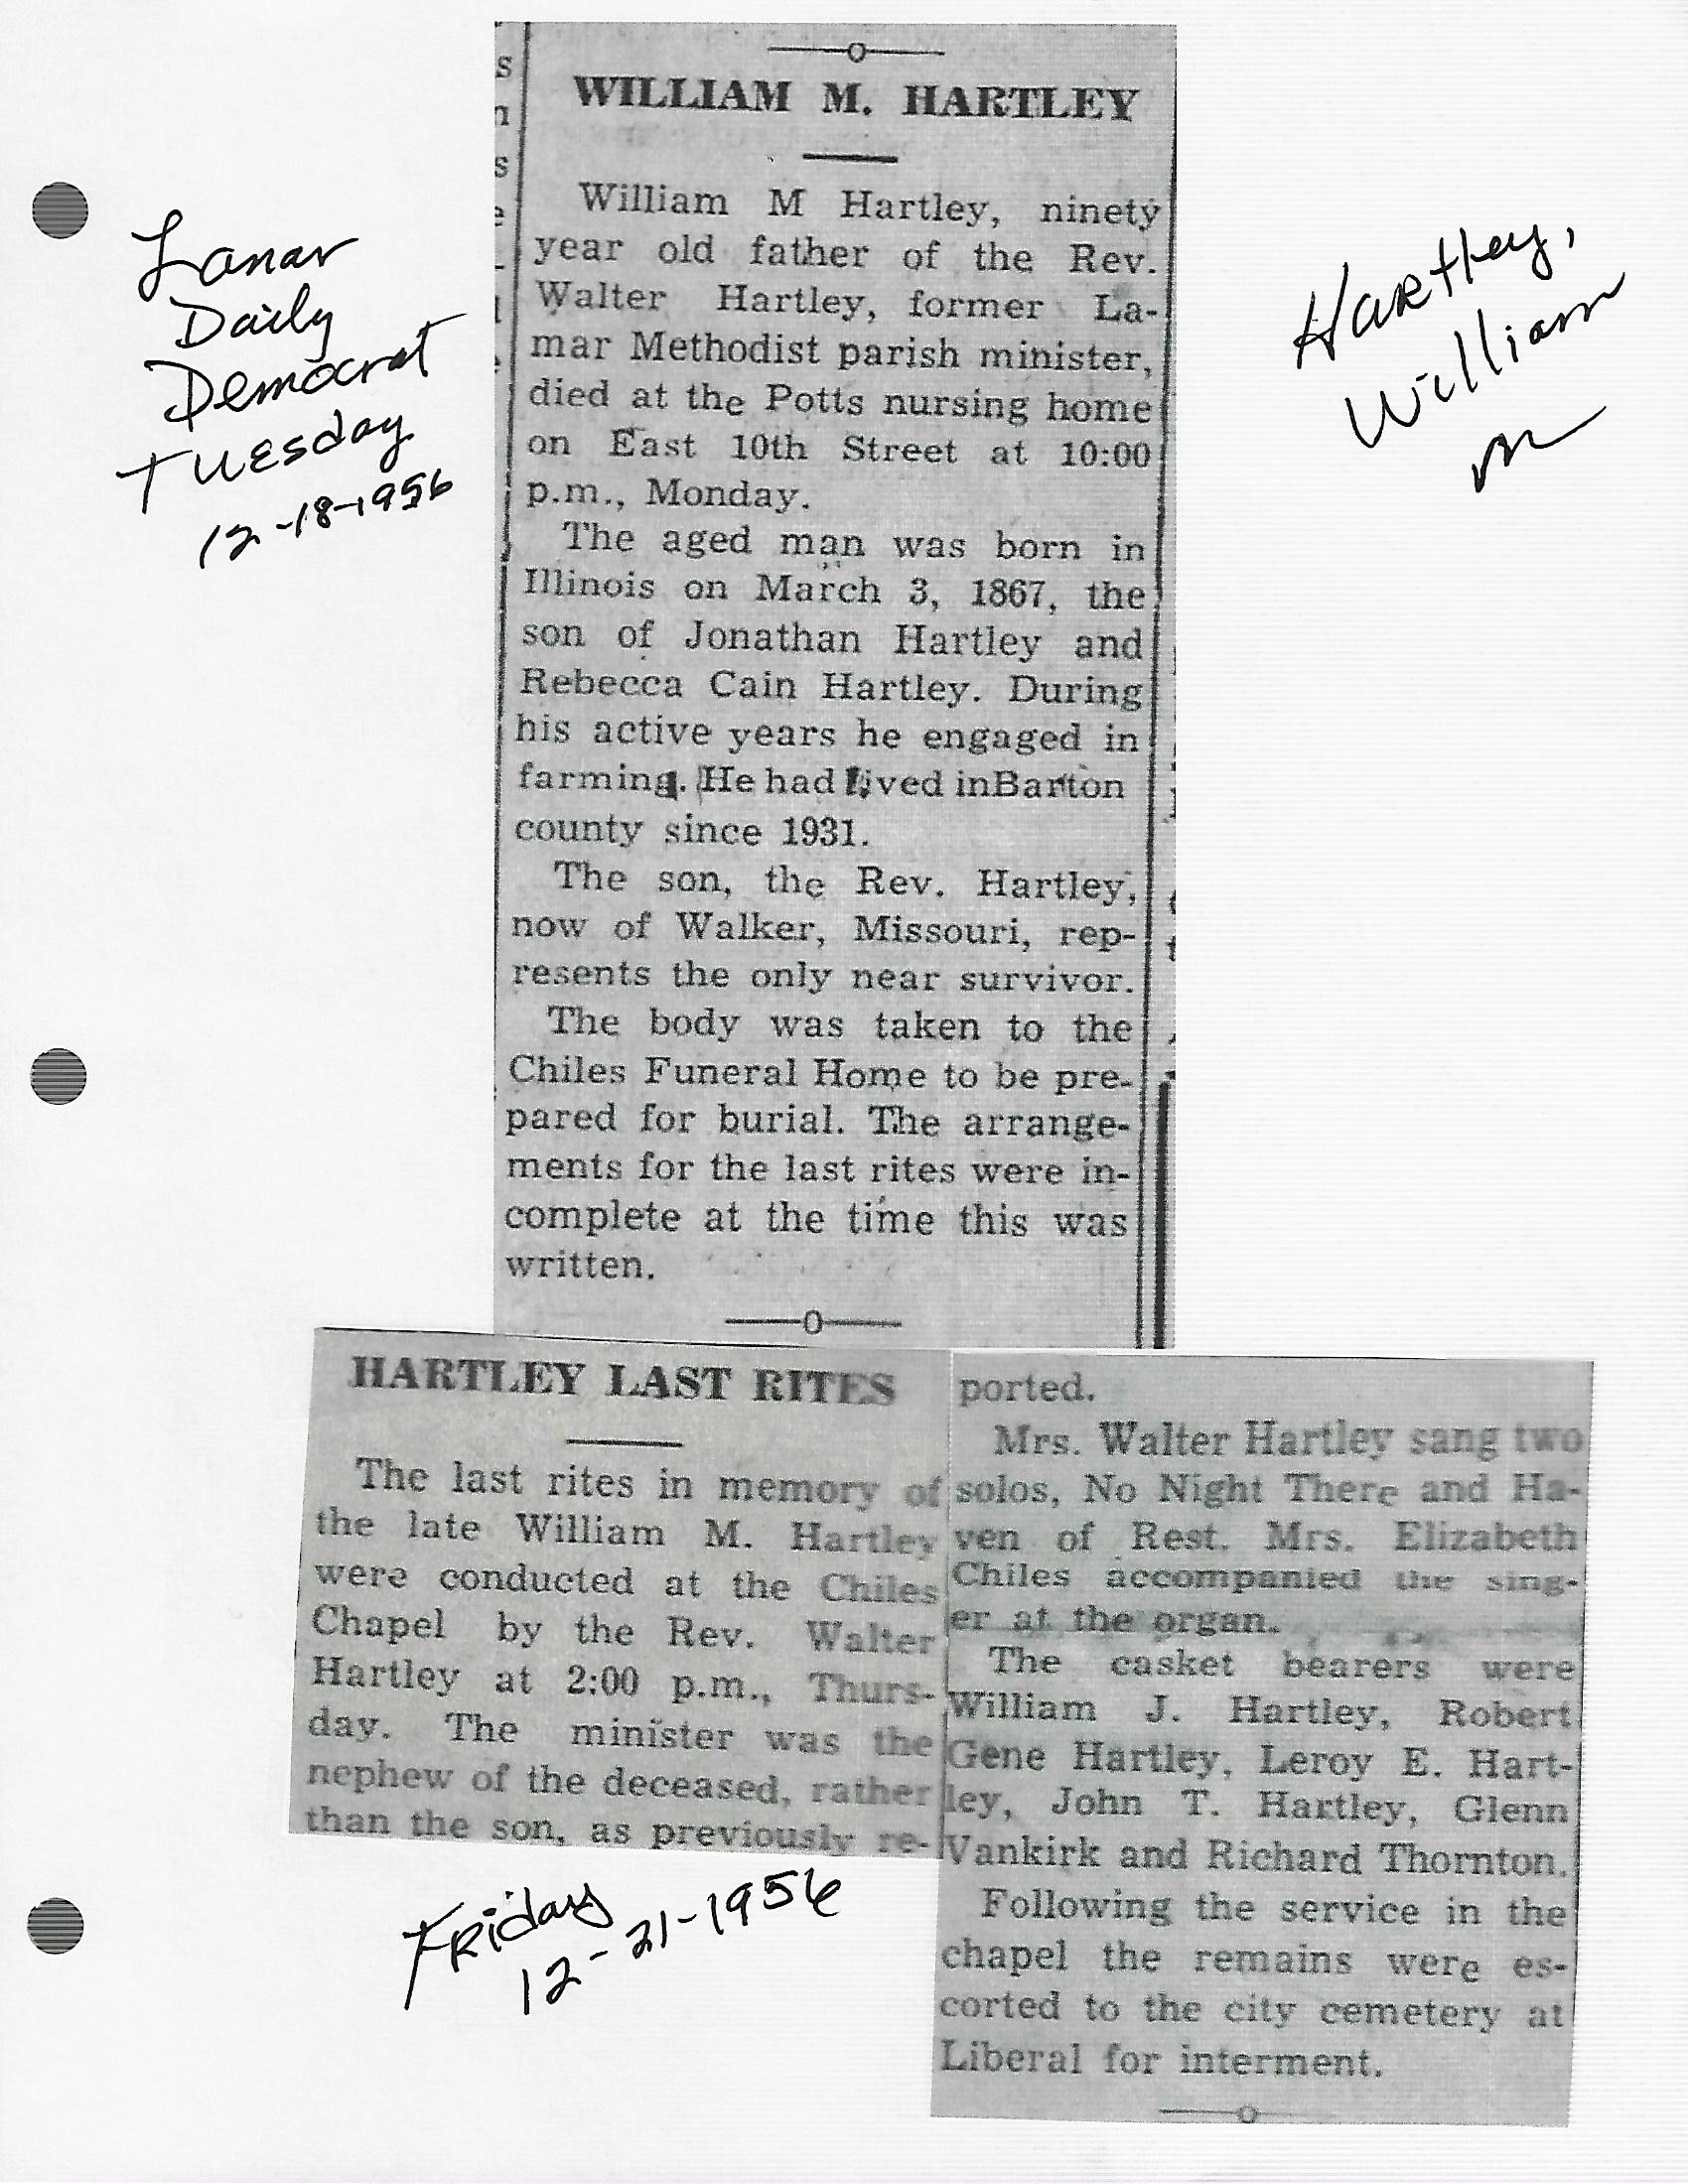 Lamar
Daily
Democrat
Tuesday
12-18-1956
Hartley,
William
M
WILLIAM M. HARTLEY
William M Hartley, ninety
year old father of the Rev.
Walter Hartley, former La-
mar Methodist parish minister,
died at the Potts nursing home
on East 10th Street at 10:00
p.m., Monday.
The aged man was born in
Illinois on March 3, 1867, the
son of Jonathan Hartley and
Rebecca Cain Hartley. During
his active years he engaged in
farming. He had lived inBarton
county since 1931.
The son, the Rev. Hartley,
now of Walker, Missouri, rep-
resents the only near survivor.
The body was taken to the
Chiles Funeral Home to be pre-
pared for burial. The arrange-
ments for the last rites were in-
complete at the time this was
written.
HARTLEY LAST RITES
The last rites in memory of
the late William M. Hartley
were conducted at the Chiles
Chapel by the Rev. Walter
Hartley at 2:00 p.m., Thurs-
day. The minister was the
nephew of the deceased, rather
than the son, as previously re-
ported.
Mrs. Walter Hartley sang two
solos, No Night There and Ha-
ven of Rest. Mrs. Elizabeth
Chiles accompanied the sing-
er at the organ.
The casket bearers were
William J. Hartley, Robert
Gene Hartley, Leroy E. Hart-
ley, John T. Hartley, Glenn
Vankirk and Richard Thornton.
Following the service in the
chapel the remains were es-
corted to the city cemetery at
Liberal for interment.
Friday
12-21-1956